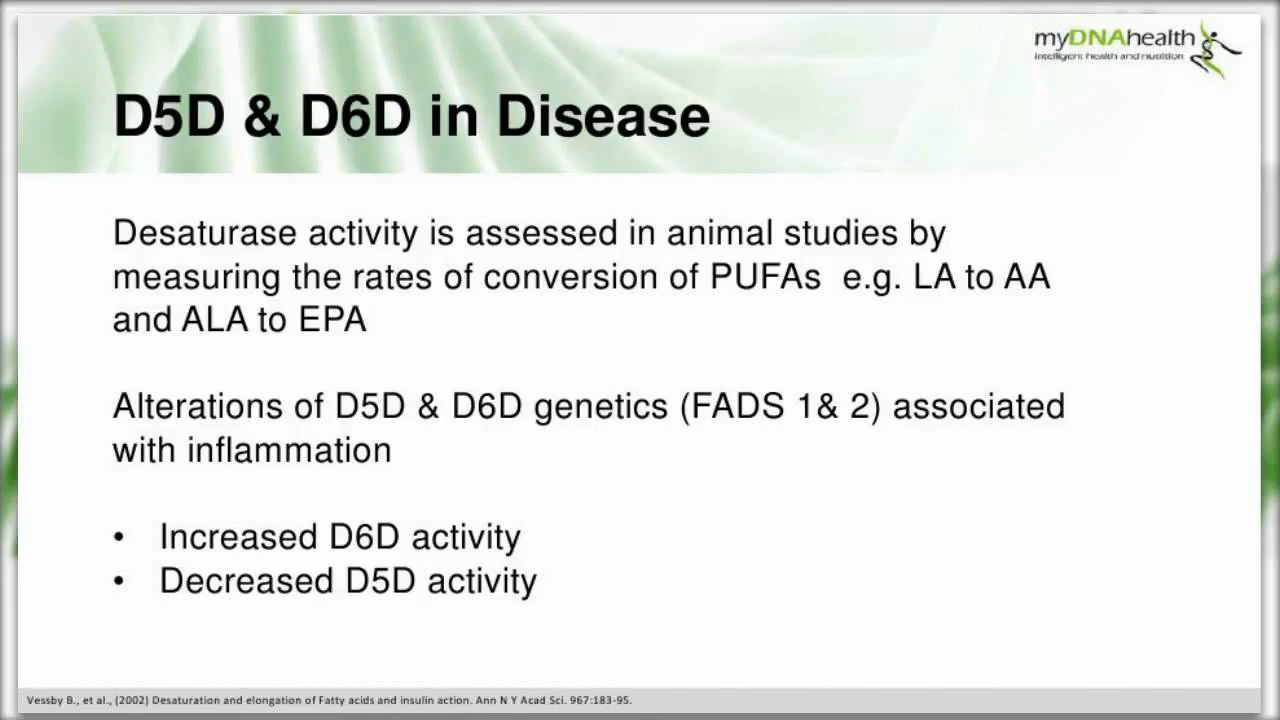 myDNAhealth
intelligent health and nutrition
D5D & D6D in Disease
Desaturase activity is assessed in animal studies by
measuring the rates of conversion of PUFAs  e.g. LA to AA
and ALA to EPA
Alterations of D5D & D6D genetics (FADS 1& 2) associated
with inflammation
• Increased D6D activity
• Decreased D5D activity
Vessby B., et al., (2002) Desaturation and elongation of Fatty acids and insulin action. Ann N Y Acad Sci. 967:183-95.